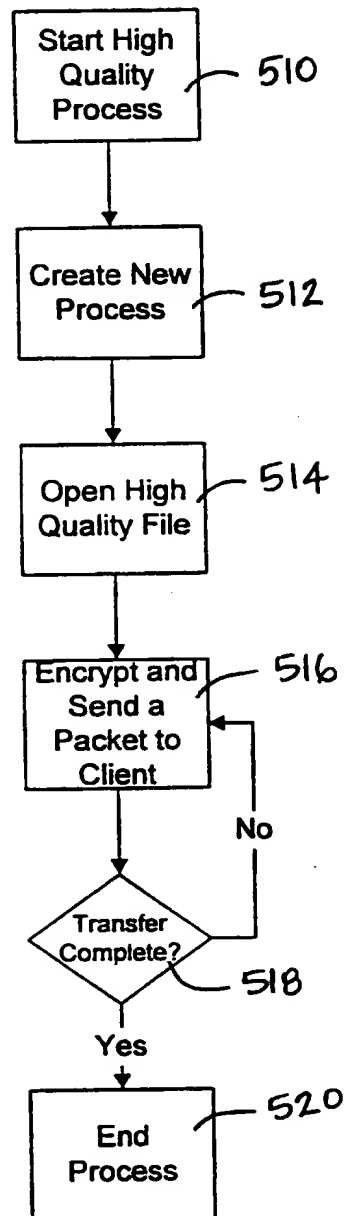 Start High
Quality
Process
510
Create New
Process
512
Open High
Quality File
514
Encrypt and
Send a
Packet to
Client
516
No
Transfer
Complete?
518
Yes
End
Process
520